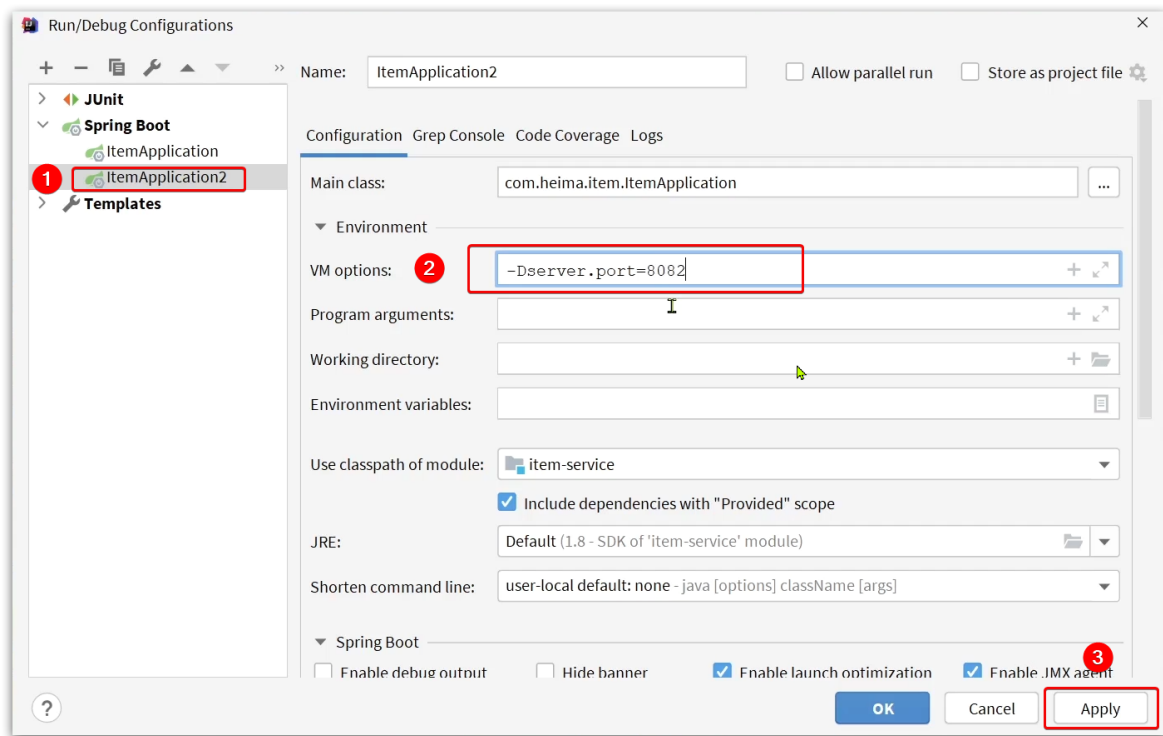 Run/Debug Configurations
Name: ItemApplication2 Allow parallel run Store as project file
JUnit
Spring Boot
ItemApplication
1 ItemApplication2
Templates
Configuration Grep Console Code Coverage Logs
Main class: com.heima.item.ItemApplication ...
Environment
VM options: 2 -Dserver.port=8082
Program arguments:
Working directory:
Environment variables:
Use classpath of module: item-service
Include dependencies with "Provided" scope
JRE: Default (1.8 - SDK of 'item-service' module)
Shorten command line: user-local default: none - java [options] className [args]
Spring Boot
3
Enable debug output Hide banner Enable launch optimization Enable JMX agent
? OK Cancel Apply